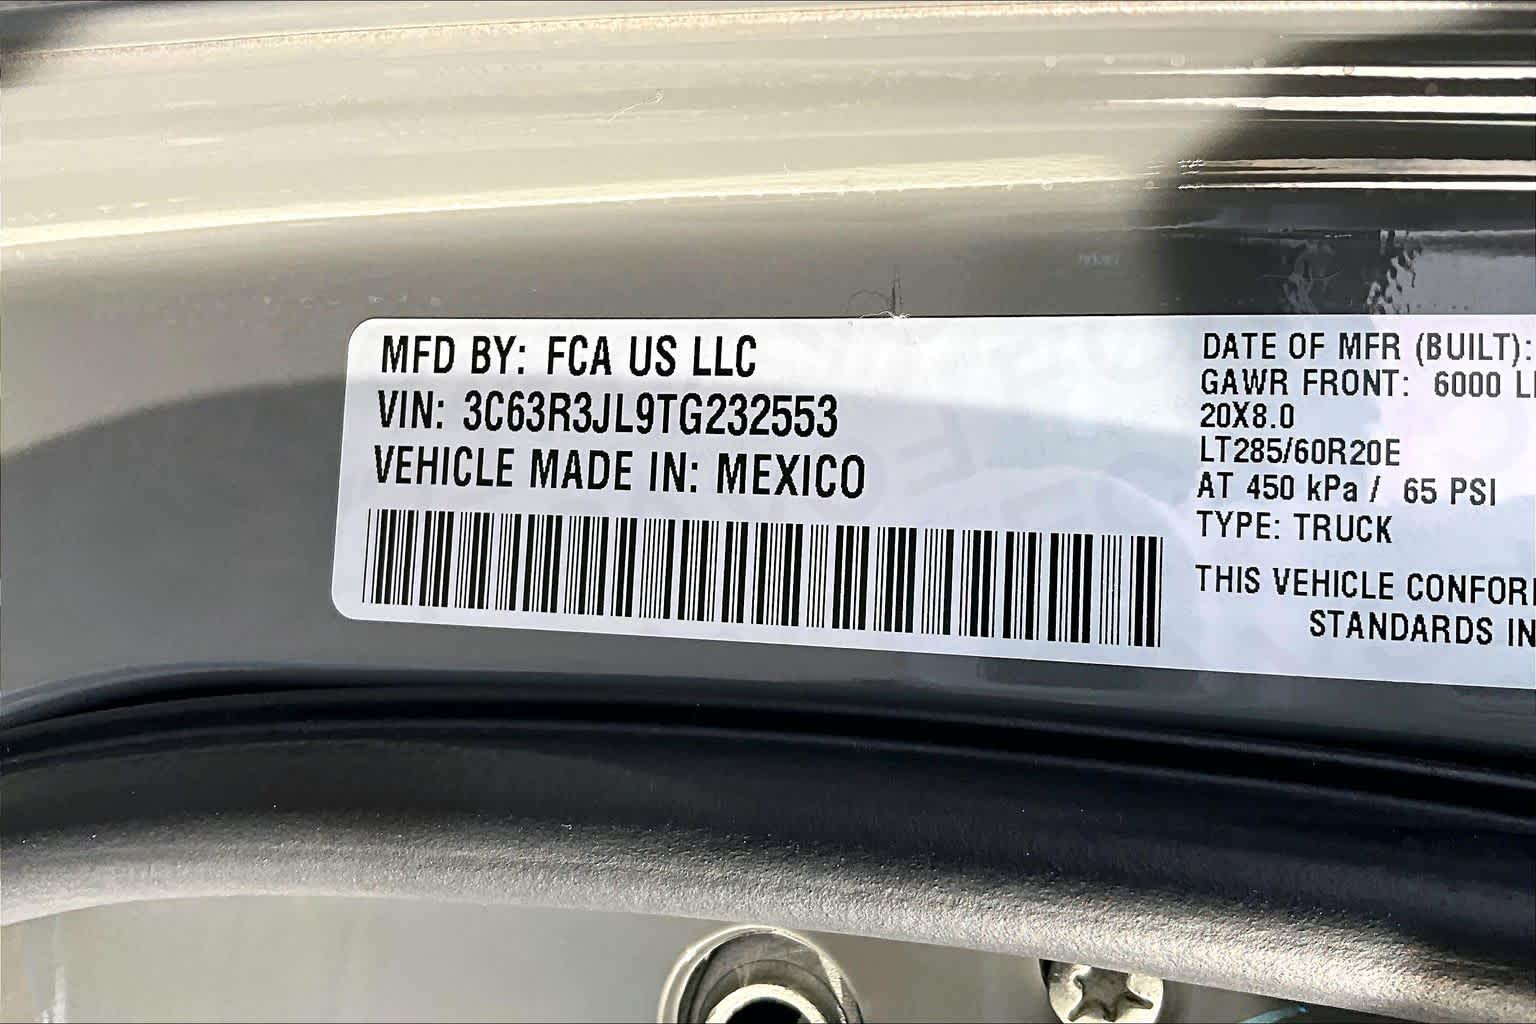 MFD BY: FCA US LLC
VIN: 3C63R3JL9TG232553
VEHICLE MADE IN: MEXICO
DATE OF MFR (BUILT):
GAWR FRONT: 6000
20X8.0
LT285/60R20E
AT 450 kPa / 65 PSI
TYPE: TRUCK
THIS VEHICLE
STANDARDS IN